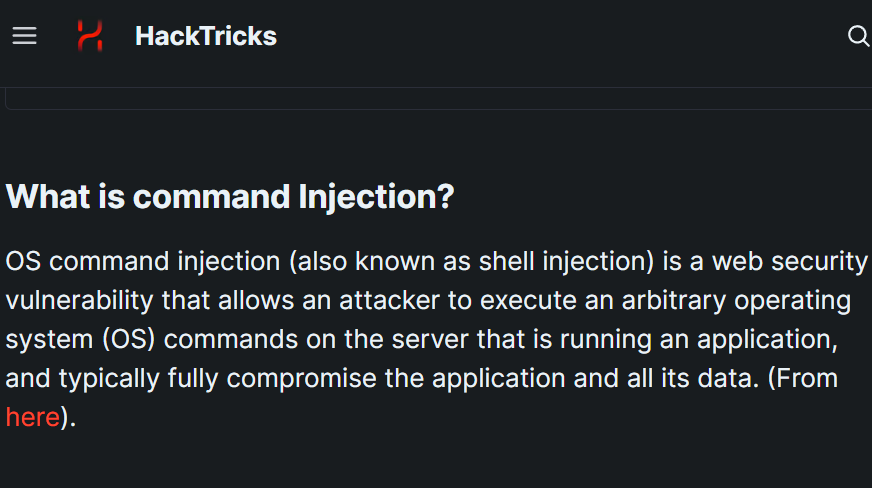 HackTricks
What is command Injection?
OS command injection (also known as shell injection) is a web security
vulnerability that allows an attacker to execute an arbitrary operating
system (OS) commands on the server that is running an application,
and typically fully compromise the application and all its data. (From
here).